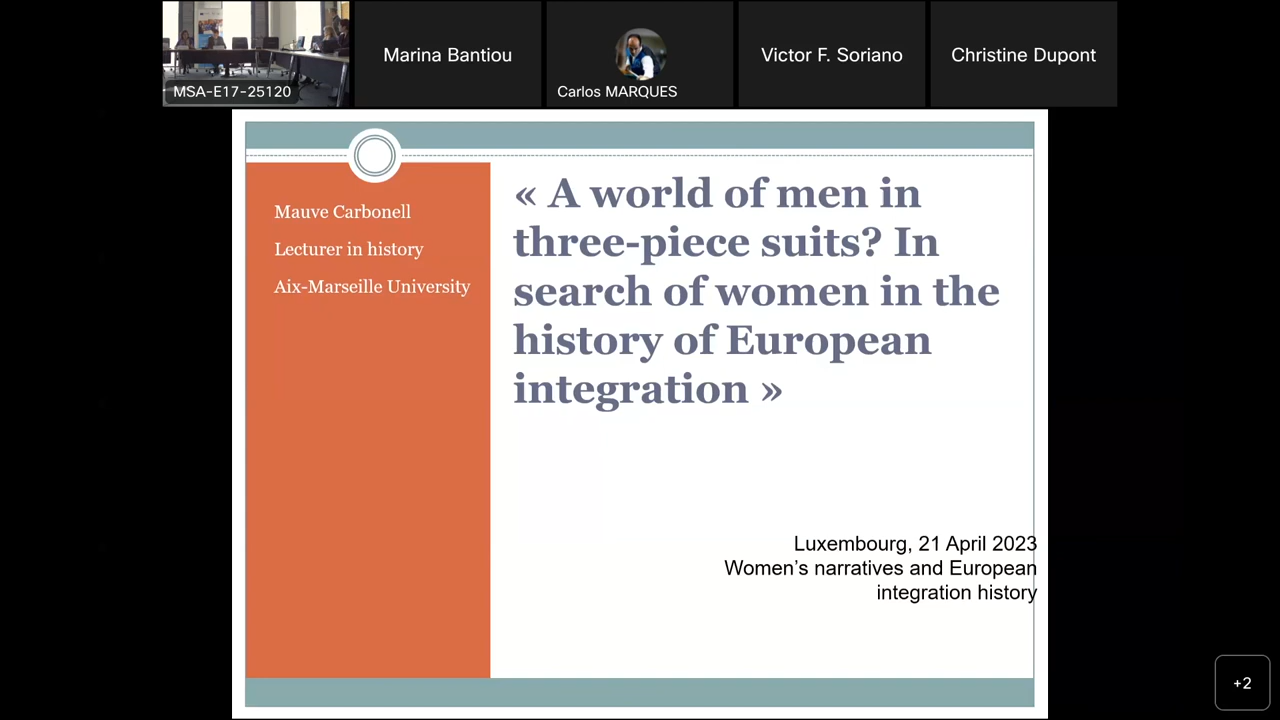 MSA-E17-25120
Marina Bantiou
Carlos MARQUES
Victor F. Soriano
Christine Dupont
Mauve Carbonell
Lecturer in history
Aix-Marseille University
« A world of men in
three-piece suits? In
search of women in the
history of European
integration »
Luxembourg, 21 April 2023
Women’s narratives and European
integration history
+2